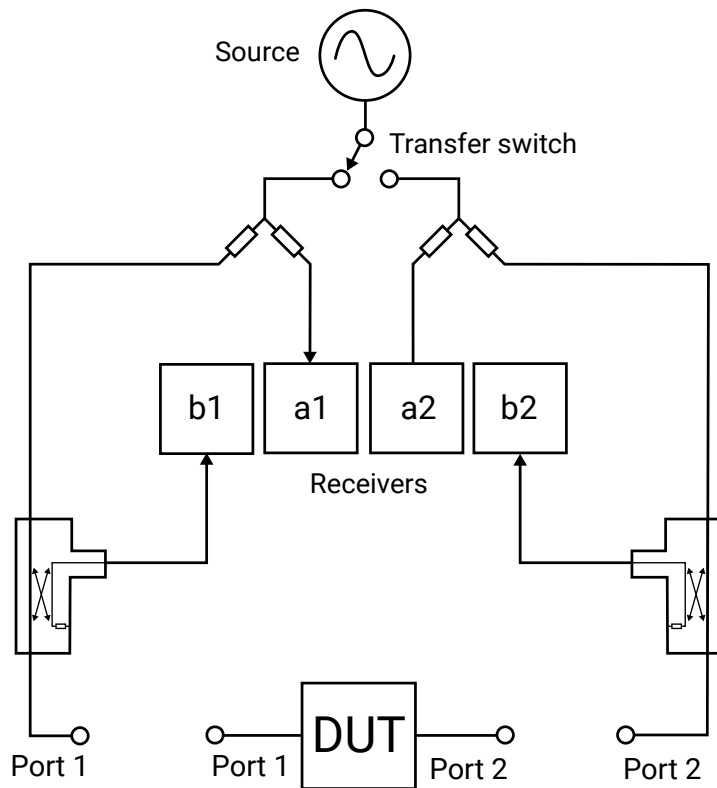 Source
Transfer switch
b1
a1
a2
b2
Receivers
DUT
Port 1
Port 1
Port 2
Port 2